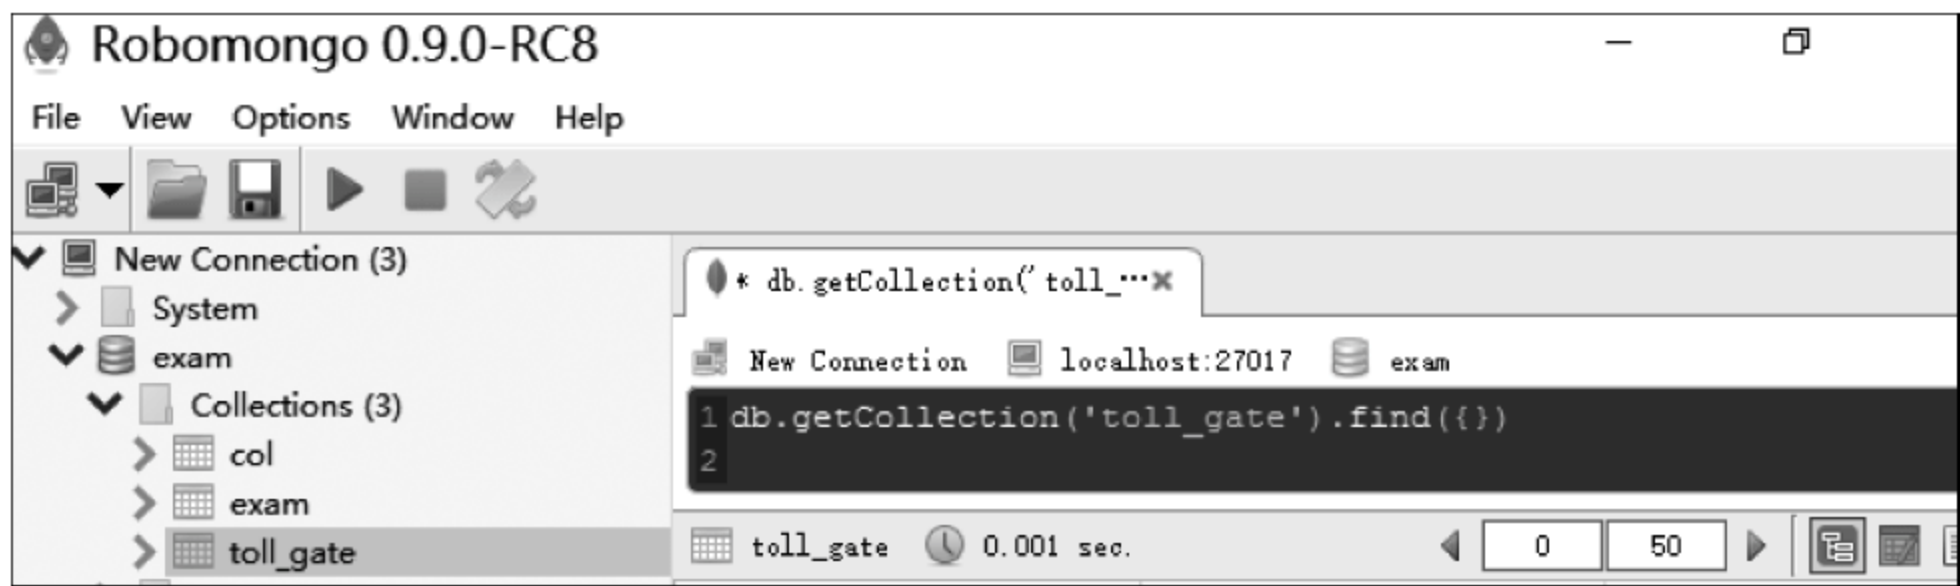 Robomongo 0.9.0-RC8
File View Options Window Help
New Connection (3)
System
exam
Collections (3)
col
exam
toll_gate
* db.getCollection('toll_…
New Connection localhost:27017 exam
1 db.getCollection('toll_gate').find({})
2
toll_gate 0.001 sec. 0 50